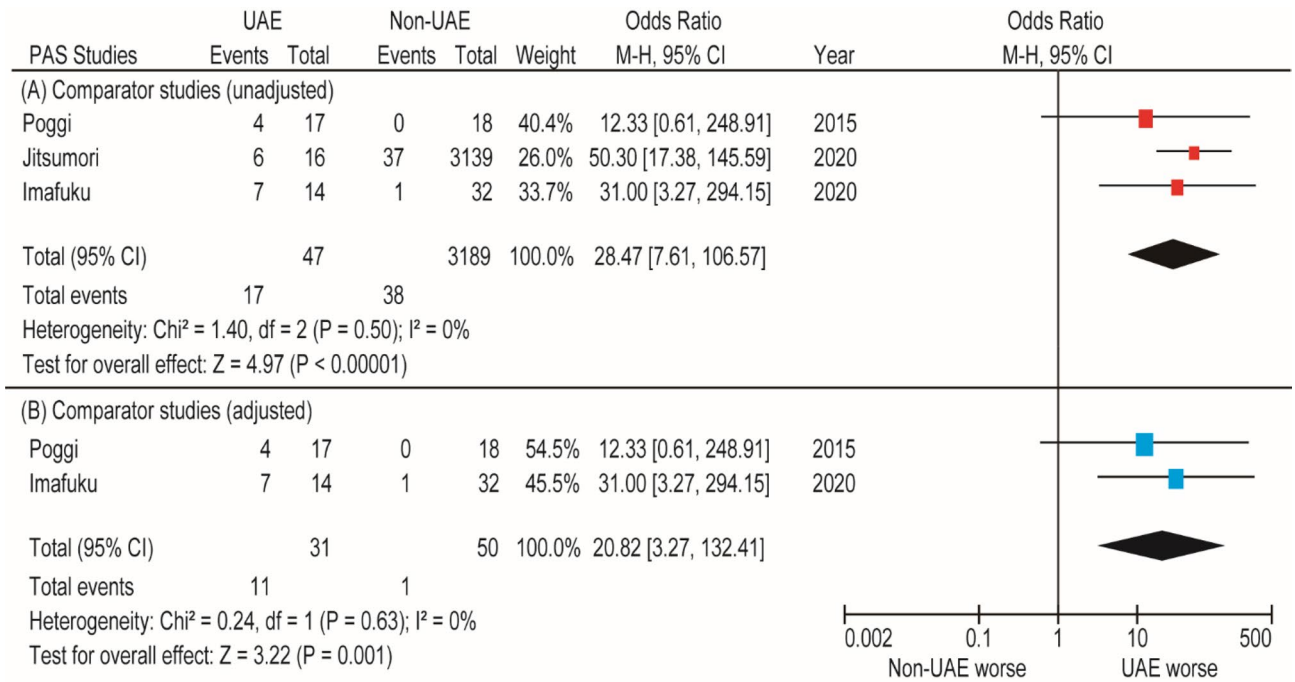 UAE Non-UAE Odds Ratio Odds Ratio
PAS Studies Events Total Events Total Weight M-H, 95% CI Year M-H, 95% CI
(A) Comparator studies (unadjusted)
Poggi 4 17 0 18 40.4% 12.33 [0.61, 248.91] 2015
Jitsumori 6 16 37 3139 26.0% 50.30 [17.38, 145.59] 2020
Imafuku 7 14 1 32 33.7% 31.00 [3.27, 294.15] 2020
Total (95% CI) 47 3189 100.0% 28.47 [7.61, 106.57]
Total events 17 38
Heterogeneity: Chi² = 1.40, df = 2 (P = 0.50); I² = 0%
Test for overall effect: Z = 4.97 (P < 0.00001)
(B) Comparator studies (adjusted)
Poggi 4 17 0 18 54.5% 12.33 [0.61, 248.91] 2015
Imafuku 7 14 1 32 45.5% 31.00 [3.27, 294.15] 2020
Total (95% CI) 31 50 100.0% 20.82 [3.27, 132.41]
Total events 11 1
Heterogeneity: Chi² = 0.24, df = 1 (P = 0.63); I² = 0%
Test for overall effect: Z = 3.22 (P = 0.001)
0.002 0.1 1 10 500
Non-UAE worse UAE worse